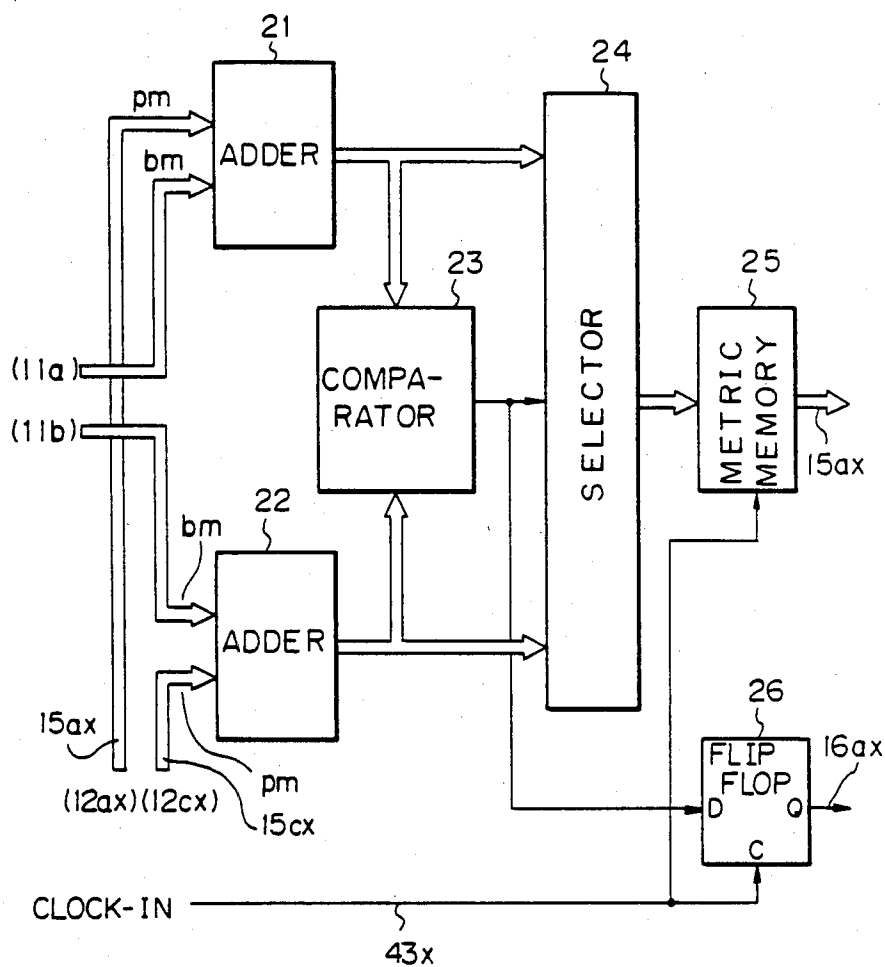 21
24
pm
ADDER
bm
23
25
(11a)
COMPA-
RATOR
SELECTOR
METRIC
MEMORY
(11b)
15ax
22
bm
ADDER
26
15ax
FLIP
FLOP
16ax
pm
D
Q
(12ax)
(12cx)
15cx
C
CLOCK-IN
43x